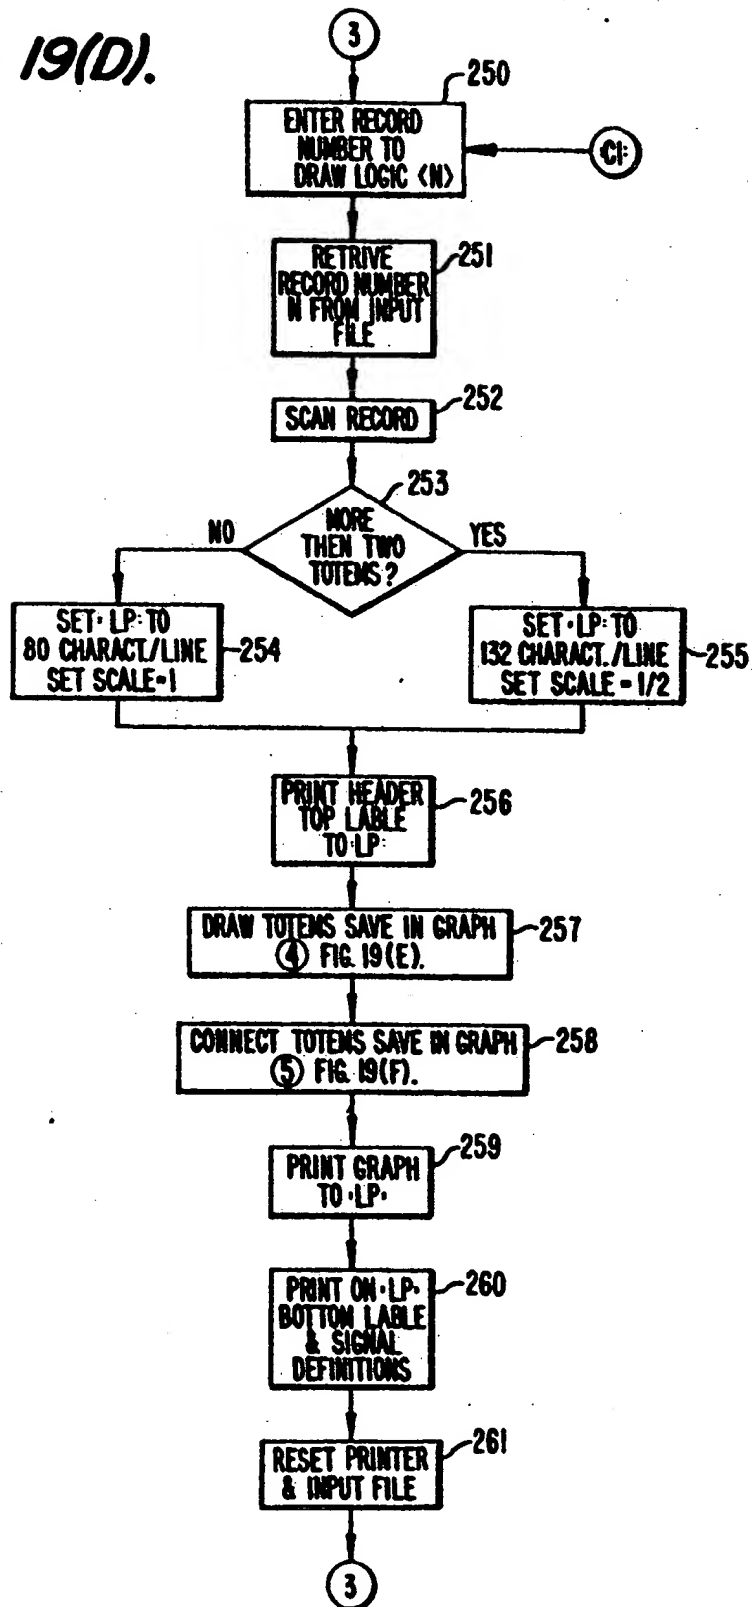 19(D).
3
250
ENTER RECORD
NUMBER TO
DRAW LOGIC <N>
CI:
251
RETRIVE
RECORD NUMBER
N FROM INPUT
FILE
252
SCAN RECORD
253
MORE
THEN TWO
TOTEMS?
NO
YES
SET· LP: TO
80 CHARACT./LINE
SET SCALE=1
254
SET ·LP: TO
132 CHARACT./LINE
SET SCALE = 1/2
255
PRINT HEADER
TOP LABLE
TO LP:
256
DRAW TOTEMS SAVE IN GRAPH
4 FIG. 19(E).
257
CONNECT TOTEMS SAVE IN GRAPH
5 FIG. 19(F).
258
259
PRINT GRAPH
TO ·LP·
PRINT ON ·LP·
BOTTOM LABLE
& SIGNAL
DEFINITIONS
260
261
RESET PRINTER
& INPUT FILE
3